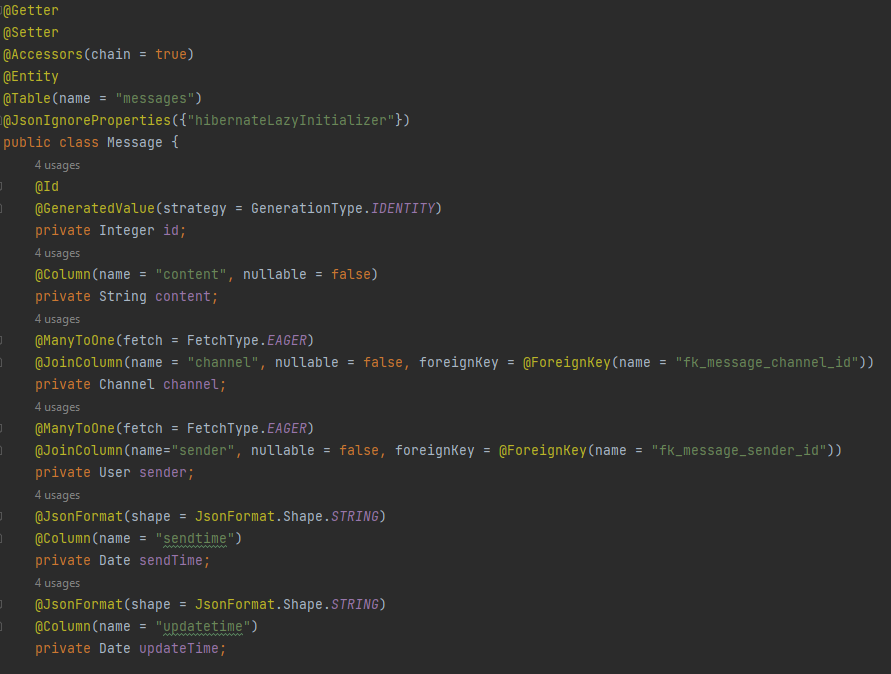 @Getter
@Setter
@Accessors(chain = true)
@Entity
@Table(name = "messages")
@JsonIgnoreProperties({"hibernateLazyInitializer"})
public class Message {
4 usages
@Id
@GeneratedValue(strategy = GenerationType.IDENTITY)
private Integer id;
4 usages
@Column(name = "content", nullable = false)
private String content;
4 usages
@ManyToOne(fetch = FetchType.EAGER)
@JoinColumn(name = "channel", nullable = false, foreignKey = @ForeignKey(name = "fk_message_channel_id"))
private Channel channel;
4 usages
@ManyToOne(fetch = FetchType.EAGER)
@JoinColumn(name="sender", nullable = false, foreignKey = @ForeignKey(name = "fk_message_sender_id"))
private User sender;
4 usages
@JsonFormat(shape = JsonFormat.Shape.STRING)
@Column(name = "sendtime")
private Date sendTime;
4 usages
@JsonFormat(shape = JsonFormat.Shape.STRING)
@Column(name = "updatetime")
private Date updateTime;